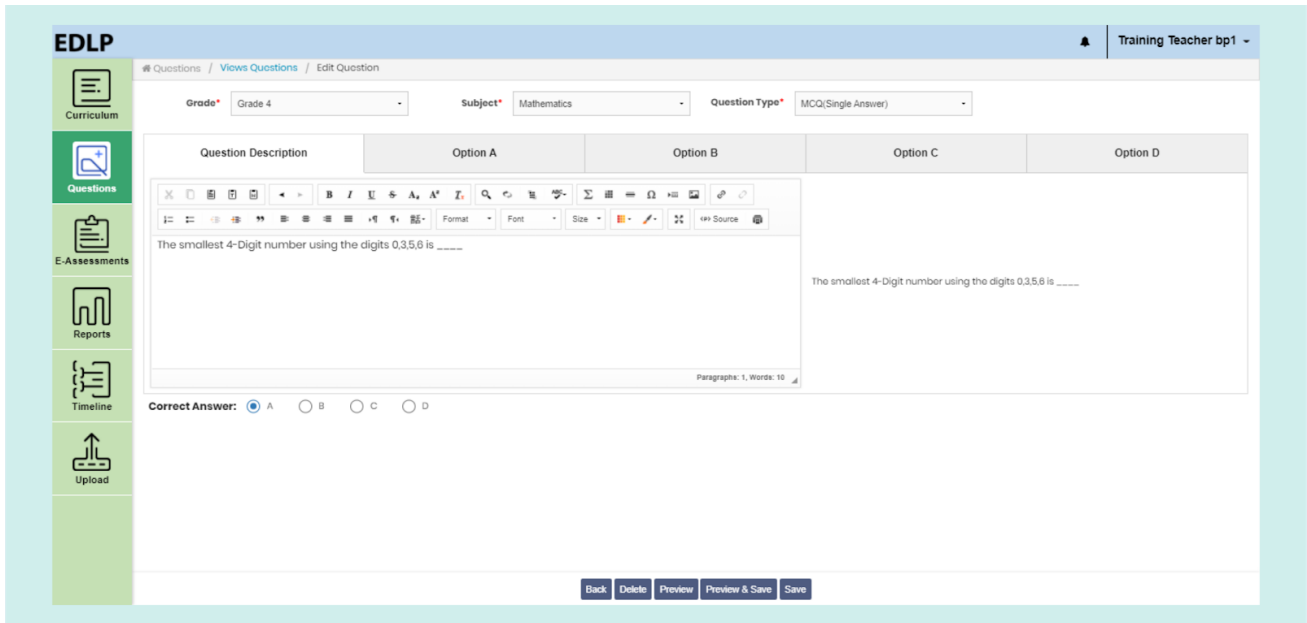 EDLP
Training Teacher bp1
Questions / Views Questions / Edit Question
Grade* Grade 4 Subject* Mathematics Question Type* MCQ(Single Answer)
Curriculum
Questions
E-Assessments
Reports
Timeline
Upload
Question Description Option A Option B Option C Option D
Format Font Size Source
The smallest 4-Digit number using the digits 0,3,5,6 is ____
Paragraphs: 1, Words: 10
The smallest 4-Digit number using the digits 0,3,5,6 is ____
Correct Answer: A B C D
Back Delete Preview Preview & Save Save